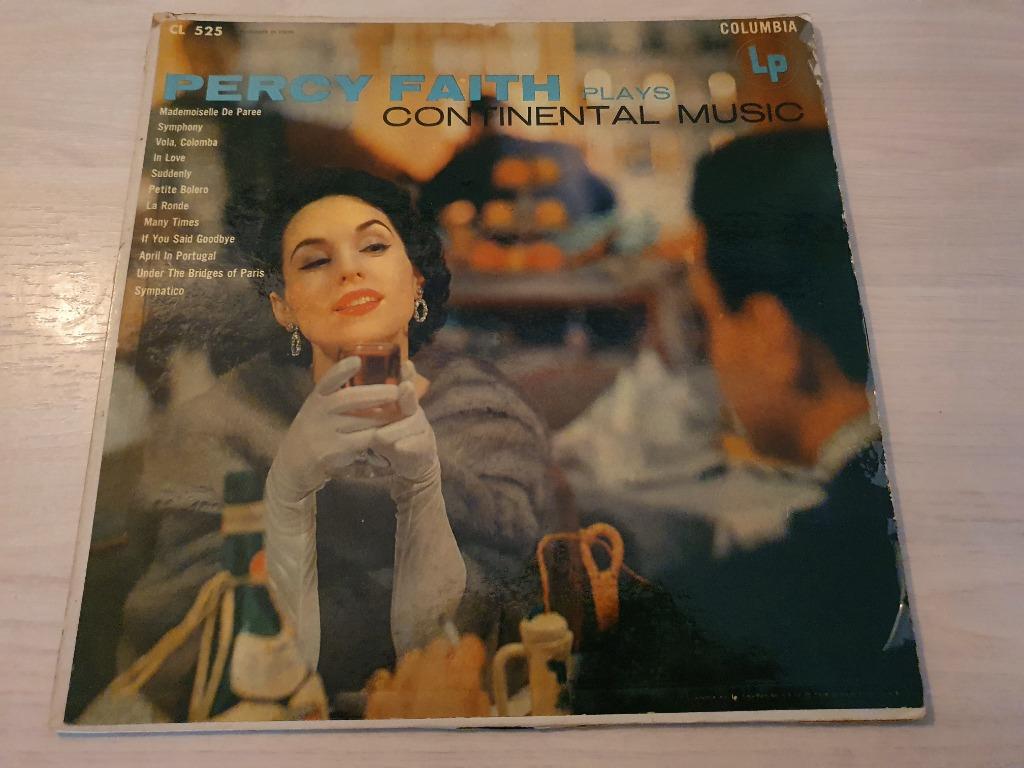 CL 525
COLUMBIA
Lp
PERCY FAITH PLAYS
CONTINENTAL MUSIC
Mademoiselle De Paree
Symphony
Vola, Colomba
In Love
Suddenly
Petite Bolero
La Ronde
Many Times
If You Said Goodbye
April In Portugal
Under The Bridges of Paris
Sympatico